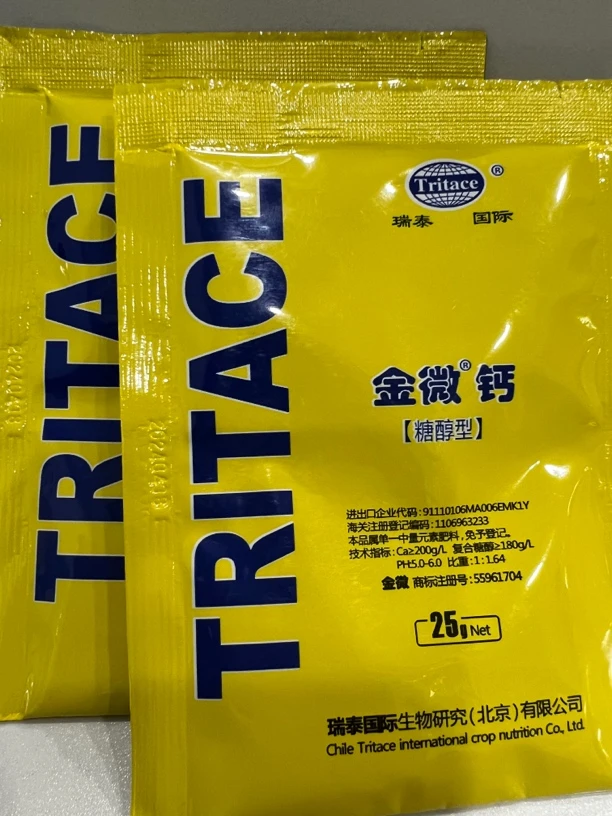 TRITACE
TRITACE
Tritace®
瑞泰 国际
金微®钙
【糖醇型】
进出口企业代码:91110106MA006EMK1Y
海关注册登记编码:1106963233
本品属单一中量元素肥料,免予登记。
技术指标:Ca≥200g/L 复合糖醇≥180g/L
PH:5.0-6.0 比重:1:1.64
金微 商标注册号:55961704
25g Net
瑞泰国际生物研究(北京)有限公司
Chile Tritace international crop nutrition Co., Ltd.